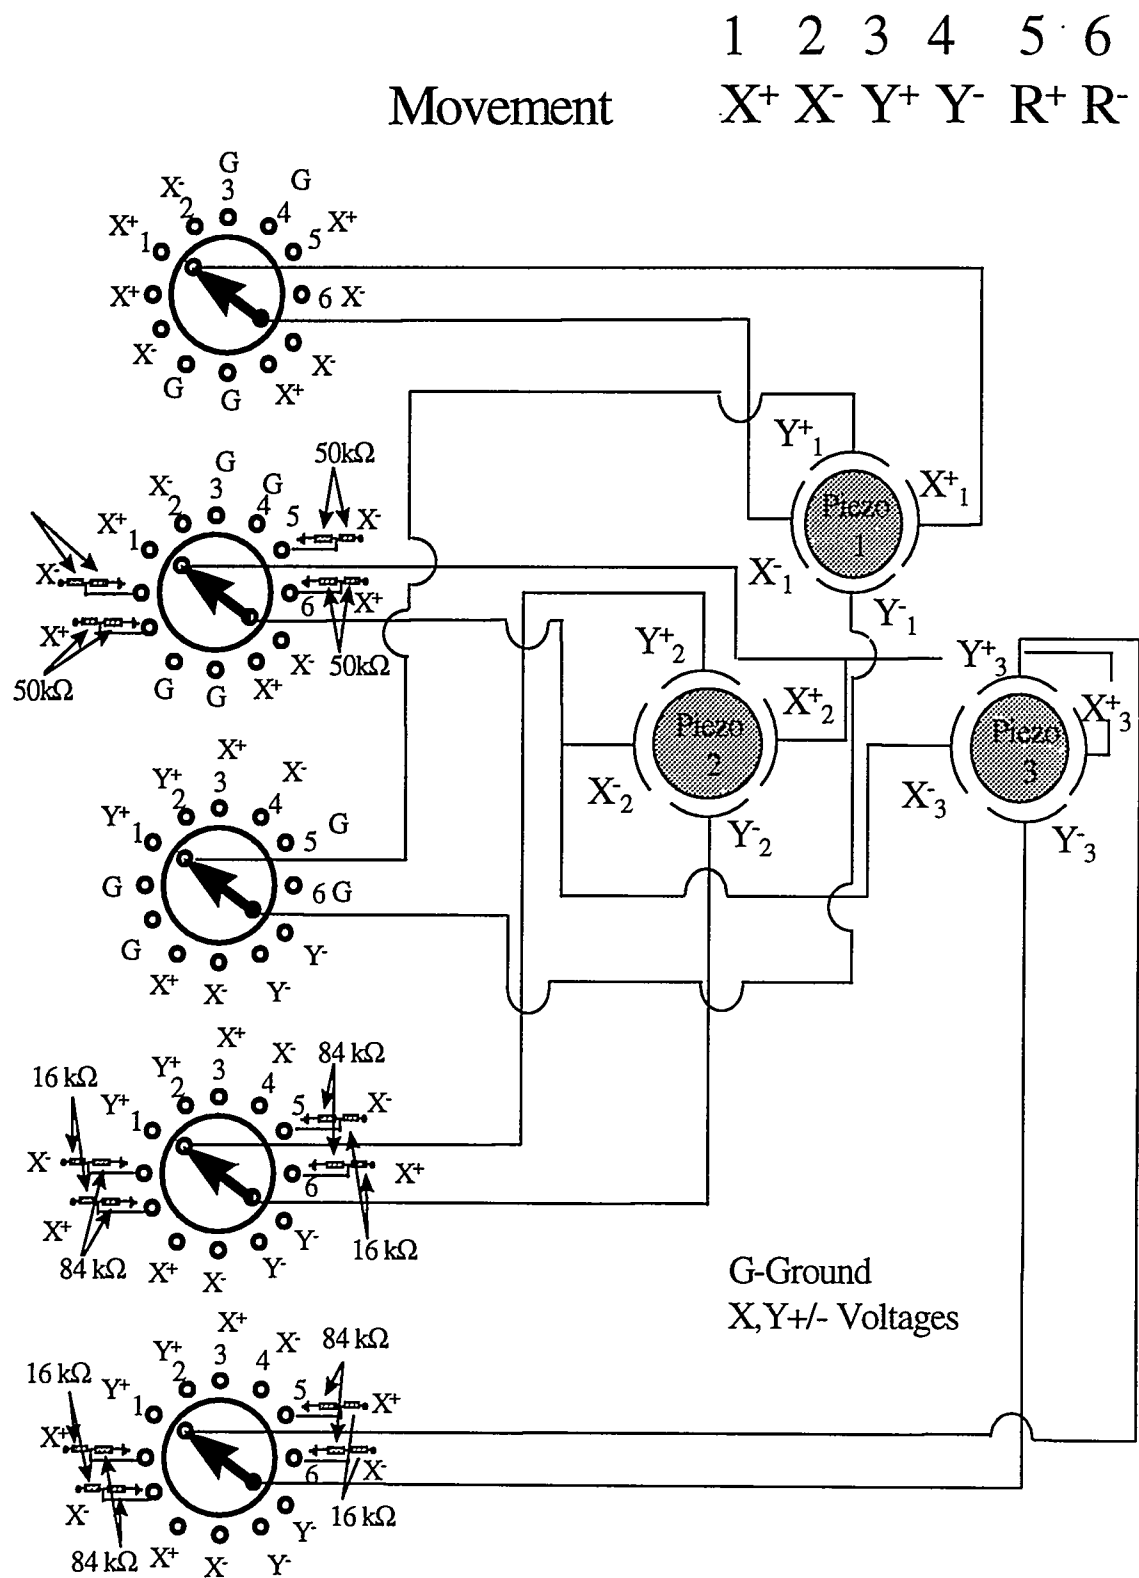 1 2 3 4 5 6
Movement X+ X- Y+ Y- R+ R-
G
X- 3 G
2 4
X+ 1 5 X+
X+ 6 X-
X- X-
G G X+
50kΩ
G
X- 3 G
2 4
X+ 1 5 X-
X- 6 X+
X+ X-
50kΩ G G X+ 50kΩ
X+
Y+ 3 X-
2 4
Y+ 1 5 G
G 6 G
G Y-
X+ X- Y-
X+
16 kΩ Y+ 3 X- 84 kΩ
2 4
Y+ 1 5 X-
X- 6 X+
X+ Y- 16 kΩ
84 kΩ X+ X- Y-
X+
16 kΩ Y+ 3 X- 84 kΩ
2 4
Y+ 1 5 X+
X+ 6 X-
X- Y- 16 kΩ
84 kΩ X+ X- Y-
Y+1
X+1
Piezo
1
X-1
Y-1
Y+2
X+2
Piezo
2
X-2
Y-2
Y+3
X+3
Piezo
3
X-3
Y-3
G-Ground
X,Y+/- Voltages